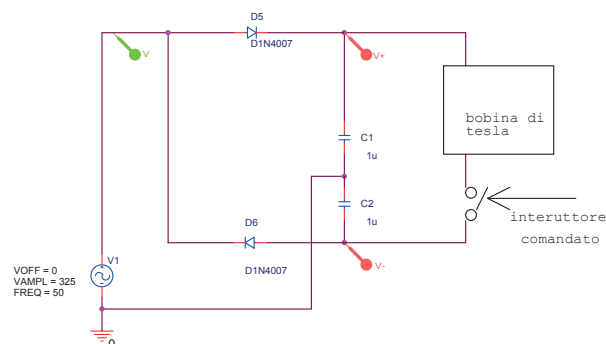 D5
D1N4007
V
V+
bobina di
tesla
C1
1u
C2
1u
D6
D1N4007
V-
interuttore
comandato
V1
VOFF = 0
VAMPL = 325
FREQ = 50
0